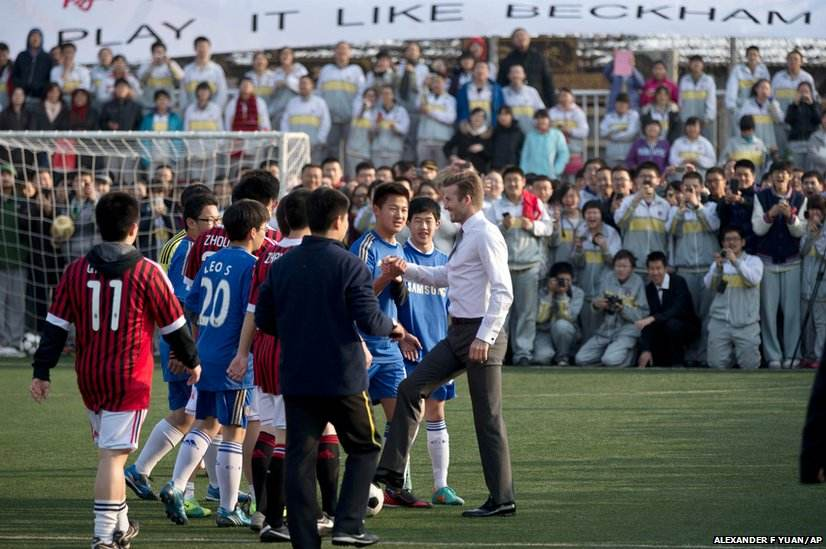 PLAY IT LIKE BECKHAM
ZHOU
LEO S
20
11
SAMSUNG
ALEXANDER F YUAN/AP